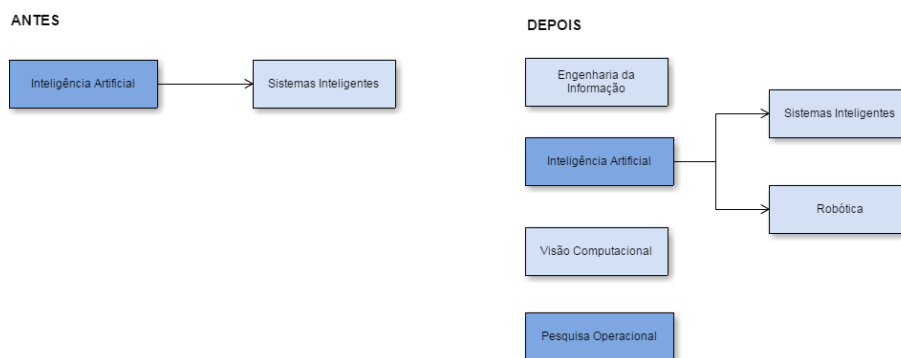 ANTES
Inteligência Artificial
Sistemas Inteligentes
DEPOIS
Engenharia da
Informação
Inteligência Artificial
Sistemas Inteligentes
Robótica
Visão Computacional
Pesquisa Operacional